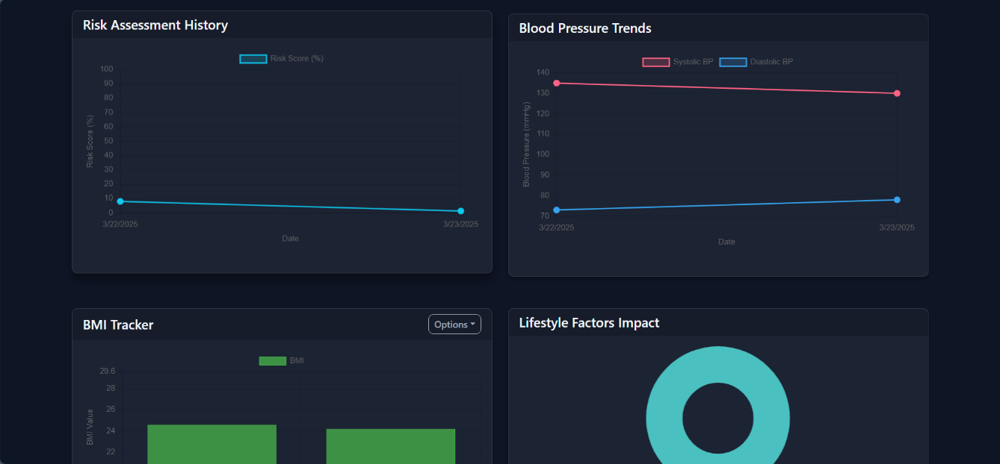 Risk Assessment History
Risk Score (%)
100
90
80
70
60
50
40
30
20
10
0
Risk Score (%)
3/22/2025 3/23/2025
Date
Blood Pressure Trends
Systolic BP Diastolic BP
140
130
120
110
100
90
80
70
Blood Pressure (mmHg)
3/22/2025 3/23/2025
Date
BMI Tracker
Options
BMI
29.6
28
26
24
22
BMI Value
Lifestyle Factors Impact